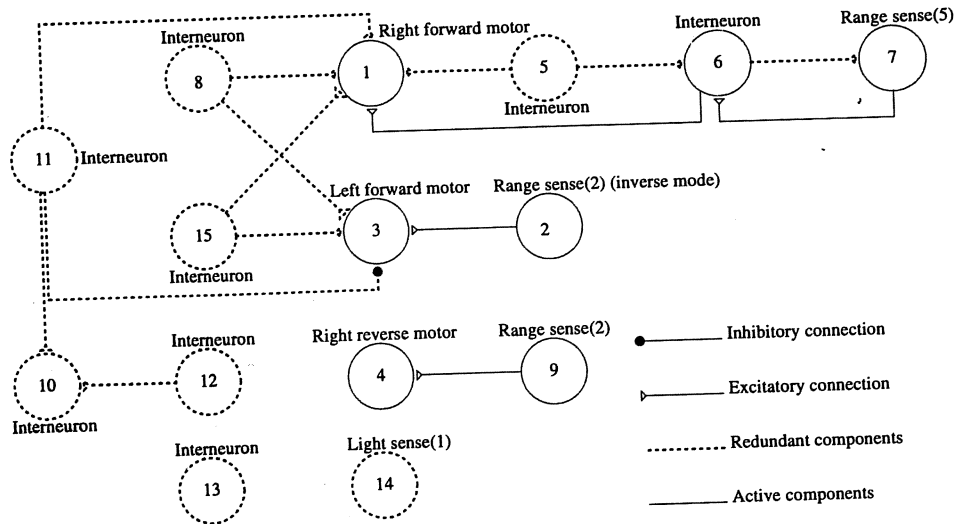 Interneuron
8
Right forward motor
1
5
Interneuron
Interneuron
6
Range sense(5)
7
11
Interneuron
Left forward motor
3
Range sense(2) (inverse mode)
2
15
Interneuron
Interneuron
12
10
Interneuron
Right reverse motor
4
Range sense(2)
9
Interneuron
13
Light sense(1)
14
Inhibitory connection
Excitatory connection
Redundant components
Active components